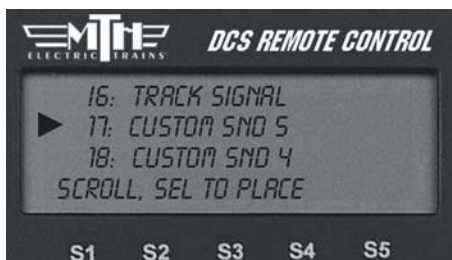 MTH
ELECTRIC TRAINS
DCS REMOTE CONTROL
16: TRACK SIGNAL
17: CUSTOM SND 5
18: CUSTOM SND 4
SCROLL, SEL TO PLACE
S1 S2 S3 S4 S5